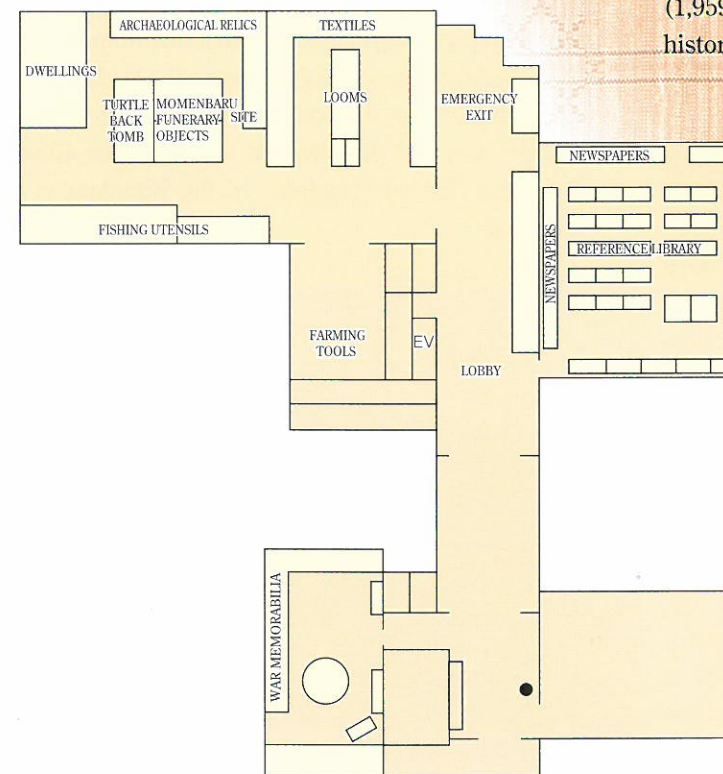 (1,959
histor
ARCHAEOLOGICAL RELICS
TEXTILES
DWELLINGS
LOOMS
TURTLE
BACK
TOMB
MOMENBARU
FUNERARY
OBJECTS
SITE
EMERGENCY
EXIT
NEWSPAPERS
NEWSPAPERS
REFERENCE LIBRARY
FISHING UTENSILS
FARMING
TOOLS
EV
LOBBY
WAR MEMORABILIA